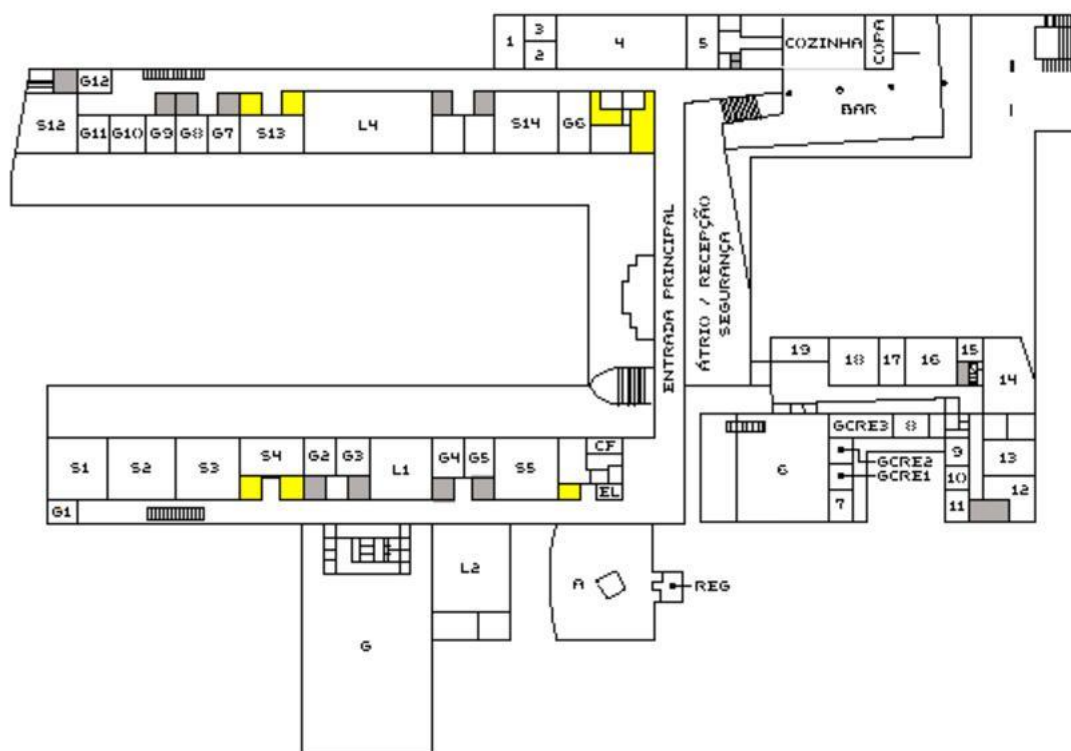 1
3
2
4
5
COZINHA
COPA
BAR
G12
S12
G11
G10
G9
G8
G7
S13
L4
S14
G6
ENTRADA PRINCIPAL
ÁTRIO / RECEPÇÃO
SEGURANÇA
19
18
17
16
15
14
GCRE3
8
GCRE2
GCRE1
6
7
9
10
11
13
12
S1
S2
S3
S4
G2
G3
L1
G4
G5
S5
CF
EL
G1
L2
A
REG
G